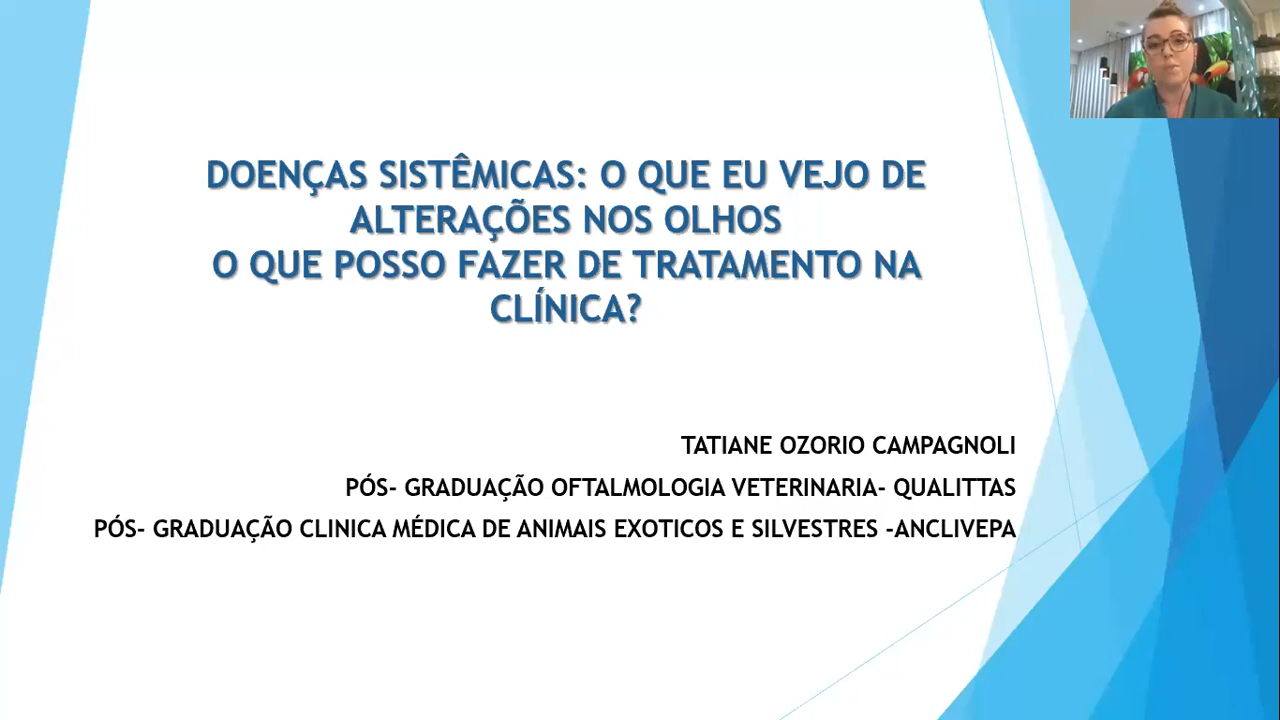 DOENÇAS SISTÊMICAS: O QUE EU VEJO DE
ALTERAÇÕES NOS OLHOS
O QUE POSSO FAZER DE TRATAMENTO NA
CLÍNICA?
TATIANE OZORIO CAMPAGNOLI
PÓS- GRADUAÇÃO OFTALMOLOGIA VETERINARIA- QUALITTAS
PÓS- GRADUAÇÃO CLINICA MÉDICA DE ANIMAIS EXOTICOS E SILVESTRES -ANCLIVEPA